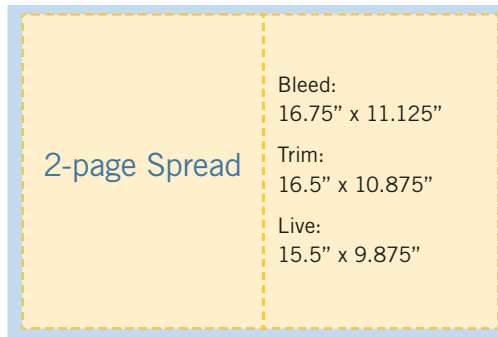 2-page Spread
Bleed:
16.75” x 11.125”
Trim:
16.5” x 10.875”
Live:
15.5” x 9.875”